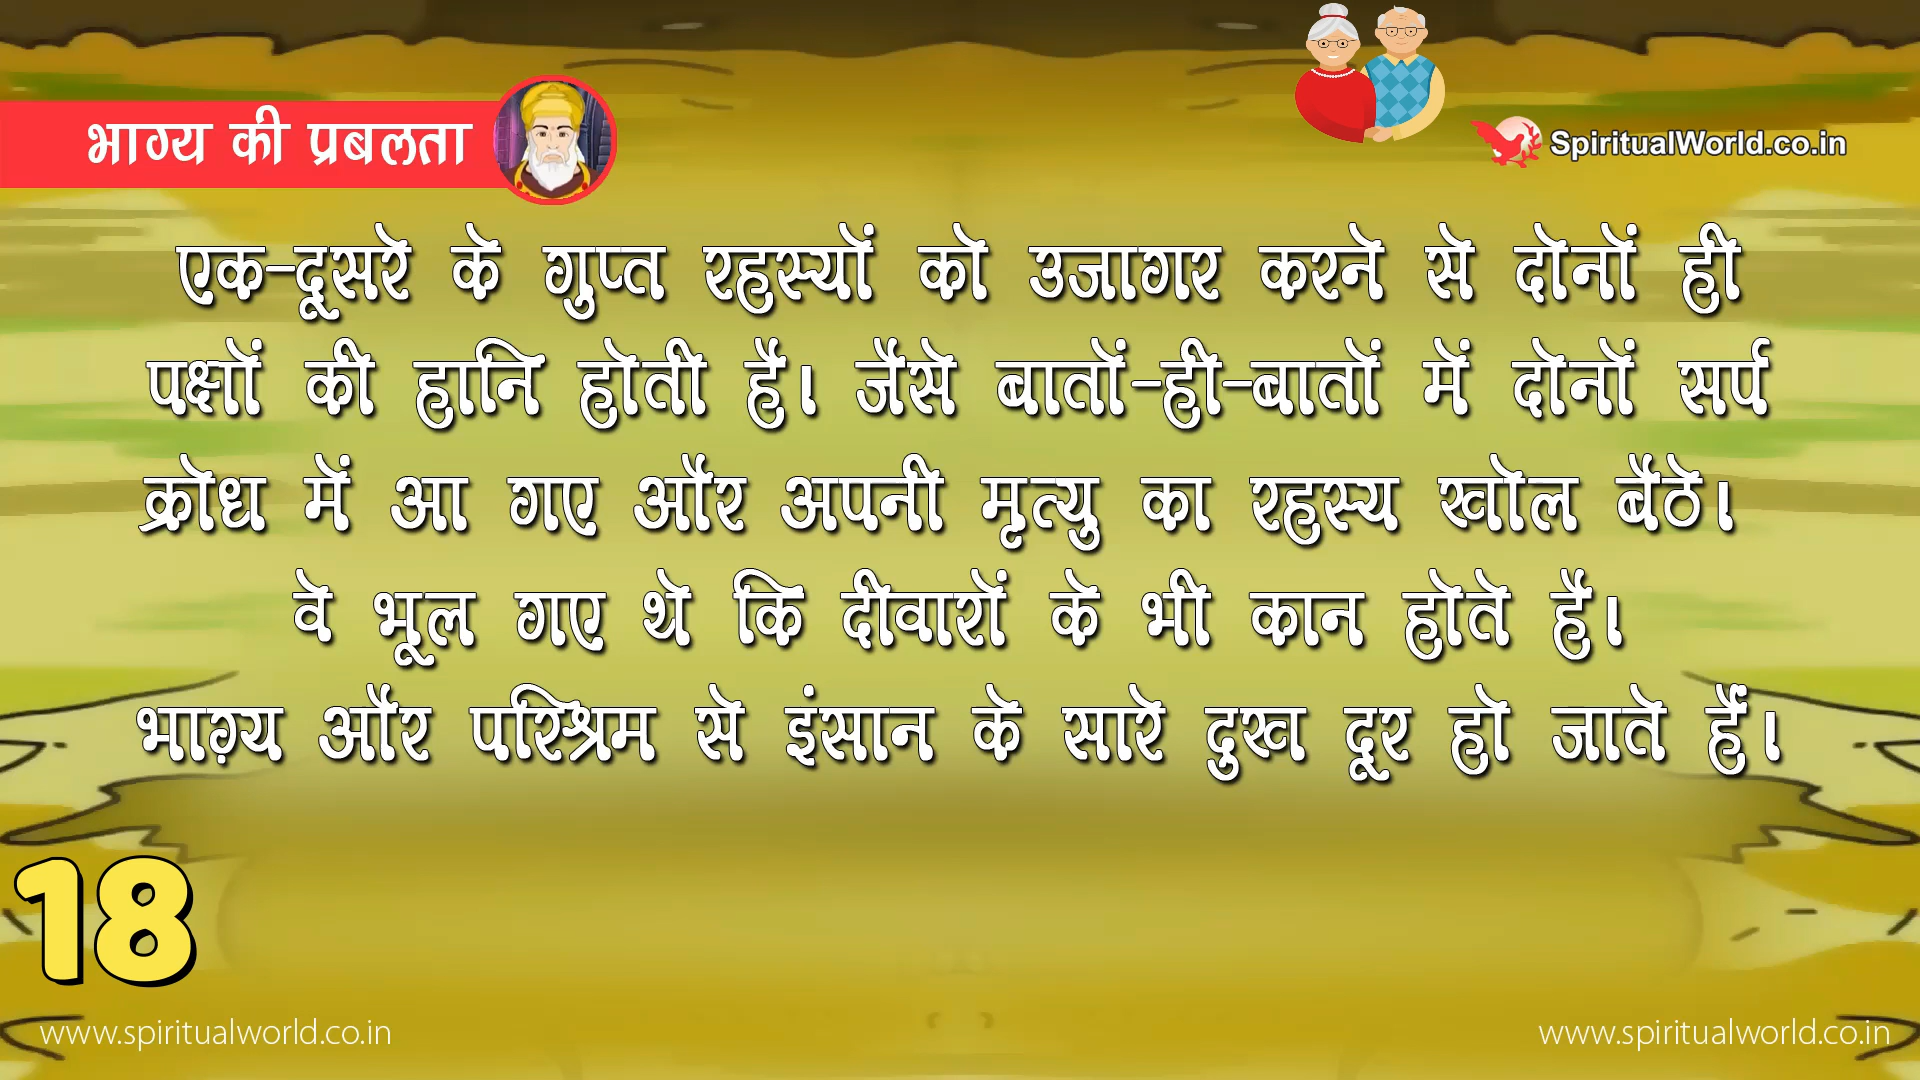 भाग्य की प्रबलता
SpiritualWorld.co.in
एक-दूसरे के गुप्त रहस्यों को उजागर करने से दोनों ही
पक्षों की हानि होती है। जैसे बातों-ही-बातों में दोनों सर्प
क्रोध में आ गए और अपनी मृत्यु का रहस्य खोल बैठे।
वे भूल गए थे कि दीवारों के भी कान होते है।
भाग़्य और परिश्रम से इंसान के सारे दुख दूर हो जाते हैं।
18
www.spiritualworld.co.in
www.spiritualworld.co.in